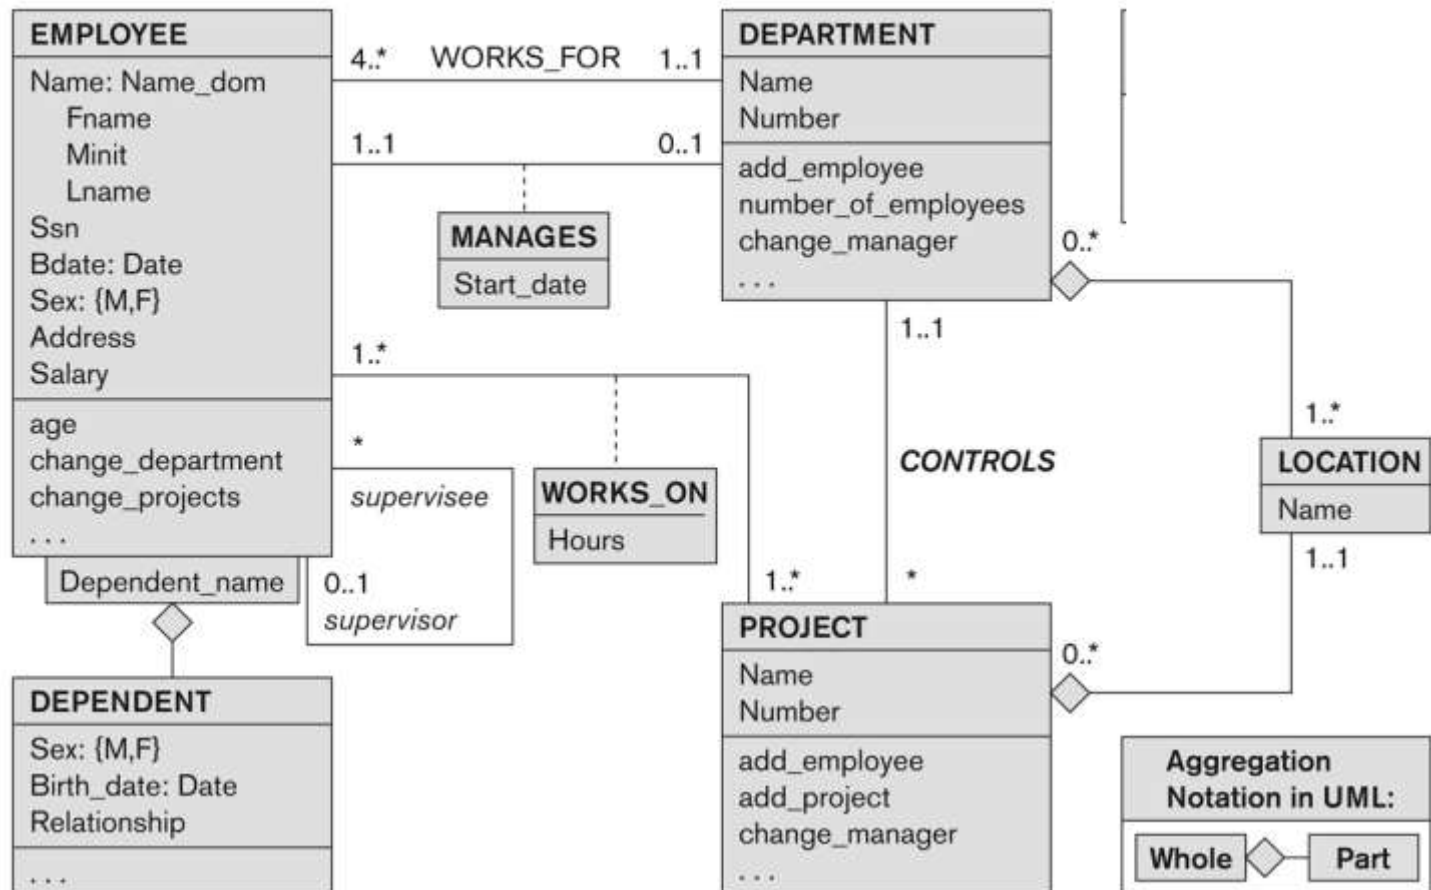 EMPLOYEE
Name: Name_dom
Fname
Minit
Lname
Ssn
Bdate: Date
Sex: {M,F}
Address
Salary
age
change_department
change_projects
. . .
Dependent_name
DEPENDENT
Sex: {M,F}
Birth_date: Date
Relationship
. . .
4..* WORKS_FOR 1..1
1..1 0..1
MANAGES
Start_date
1..*
*
supervisee
0..1
supervisor
WORKS_ON
Hours
1..*
DEPARTMENT
Name
Number
add_employee
number_of_employees
change_manager
. . .
0..*
1..1
CONTROLS
*
1..*
LOCATION
Name
1..1
PROJECT
Name
Number
add_employee
add_project
change_manager
. . .
0..*
Aggregation
Notation in UML:
Whole Part